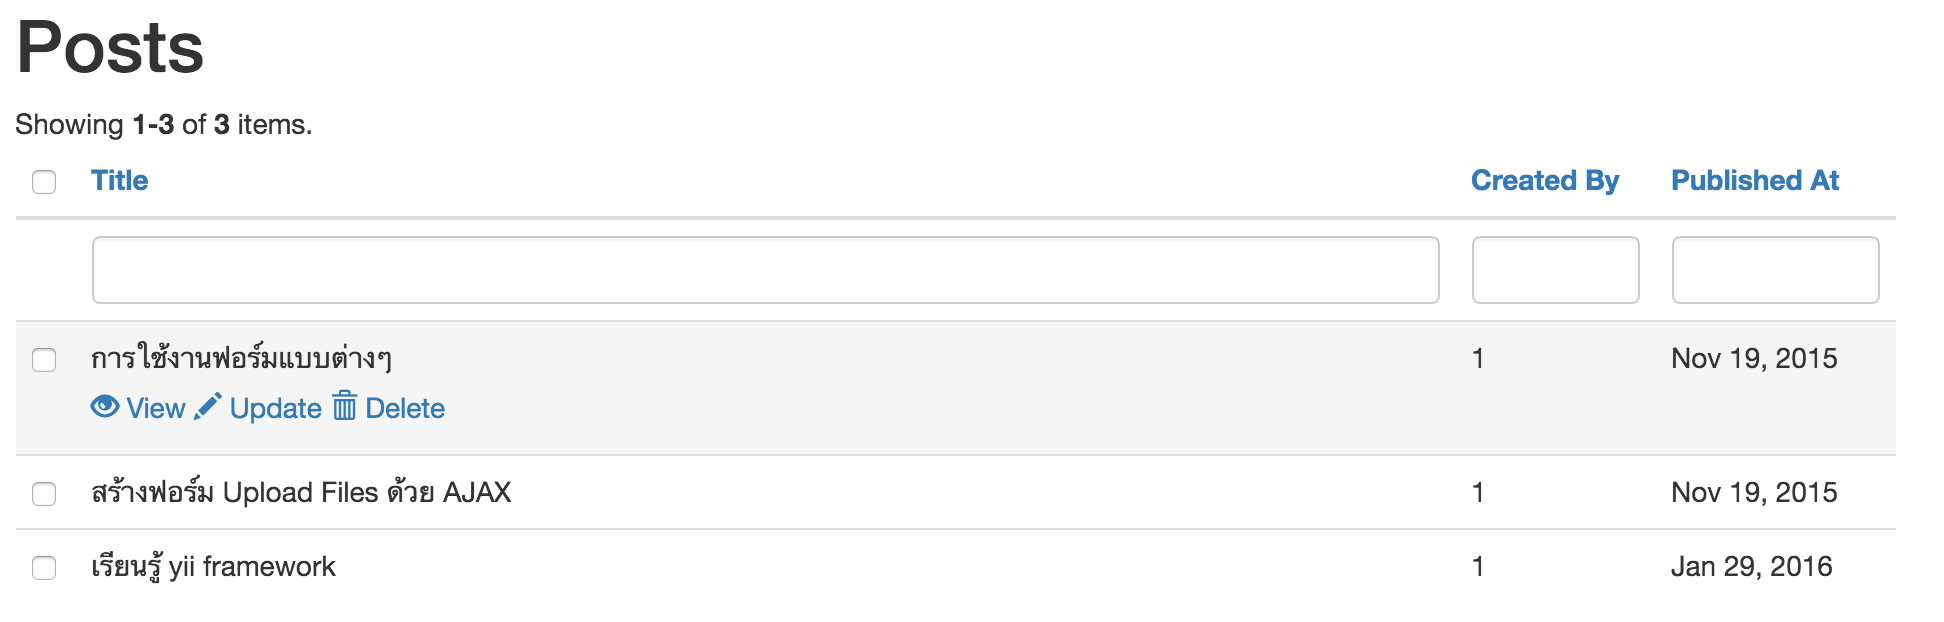 Posts
Showing 1-3 of 3 items.
Title Created By Published At
การใช้งานฟอร์มแบบต่างๆ 1 Nov 19, 2015
View Update Delete
สร้างฟอร์ม Upload Files ด้วย AJAX 1 Nov 19, 2015
เรียนรู้ yii framework 1 Jan 29, 2016